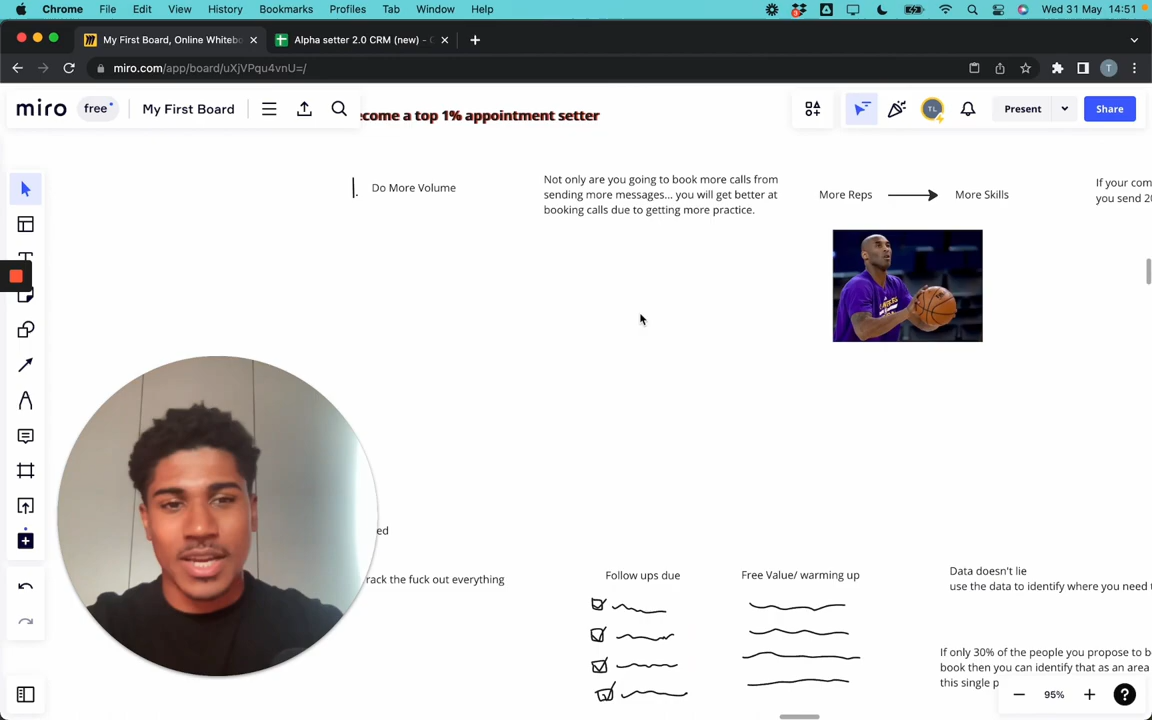 Chrome File Edit View History Bookmarks Profiles Tab Window Help
Wed 31 May 14:51
My First Board, Online Whitebo
Alpha setter 2.0 CRM (new) -
miro.com/app/board/uXjVPqu4vnU=/
T
miro free My First Board
Present
Share
TL
ecome a top 1% appointment setter
1. Do More Volume
Not only are you going to book more calls from
sending more messages... you will get better at
booking calls due to getting more practice.
More Reps
More Skills
If your com
you send 20
ed
rack the fuck out everything
Follow ups due
Free Value/ warming up
Data doesn't lie
use the data to identify where you need t
If only 30% of the people you propose to b
book then you can identify that as an area
this single p
95%